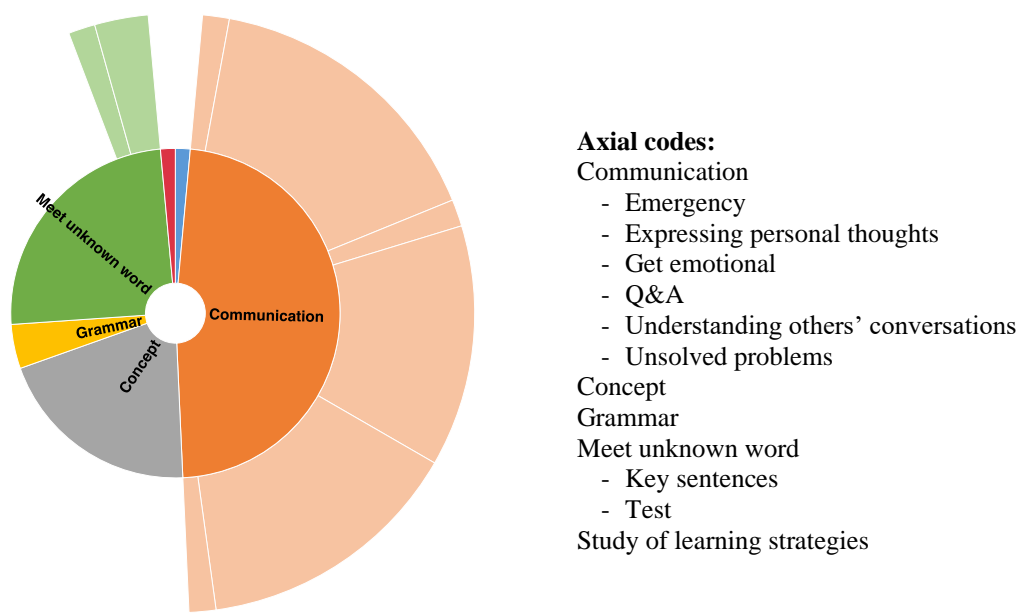 Meet unknown word
Grammar
Concept
Communication
Axial codes:
Communication
- Emergency
- Expressing personal thoughts
- Get emotional
- Q&A
- Understanding others’ conversations
- Unsolved problems
Concept
Grammar
Meet unknown word
- Key sentences
- Test
Study of learning strategies